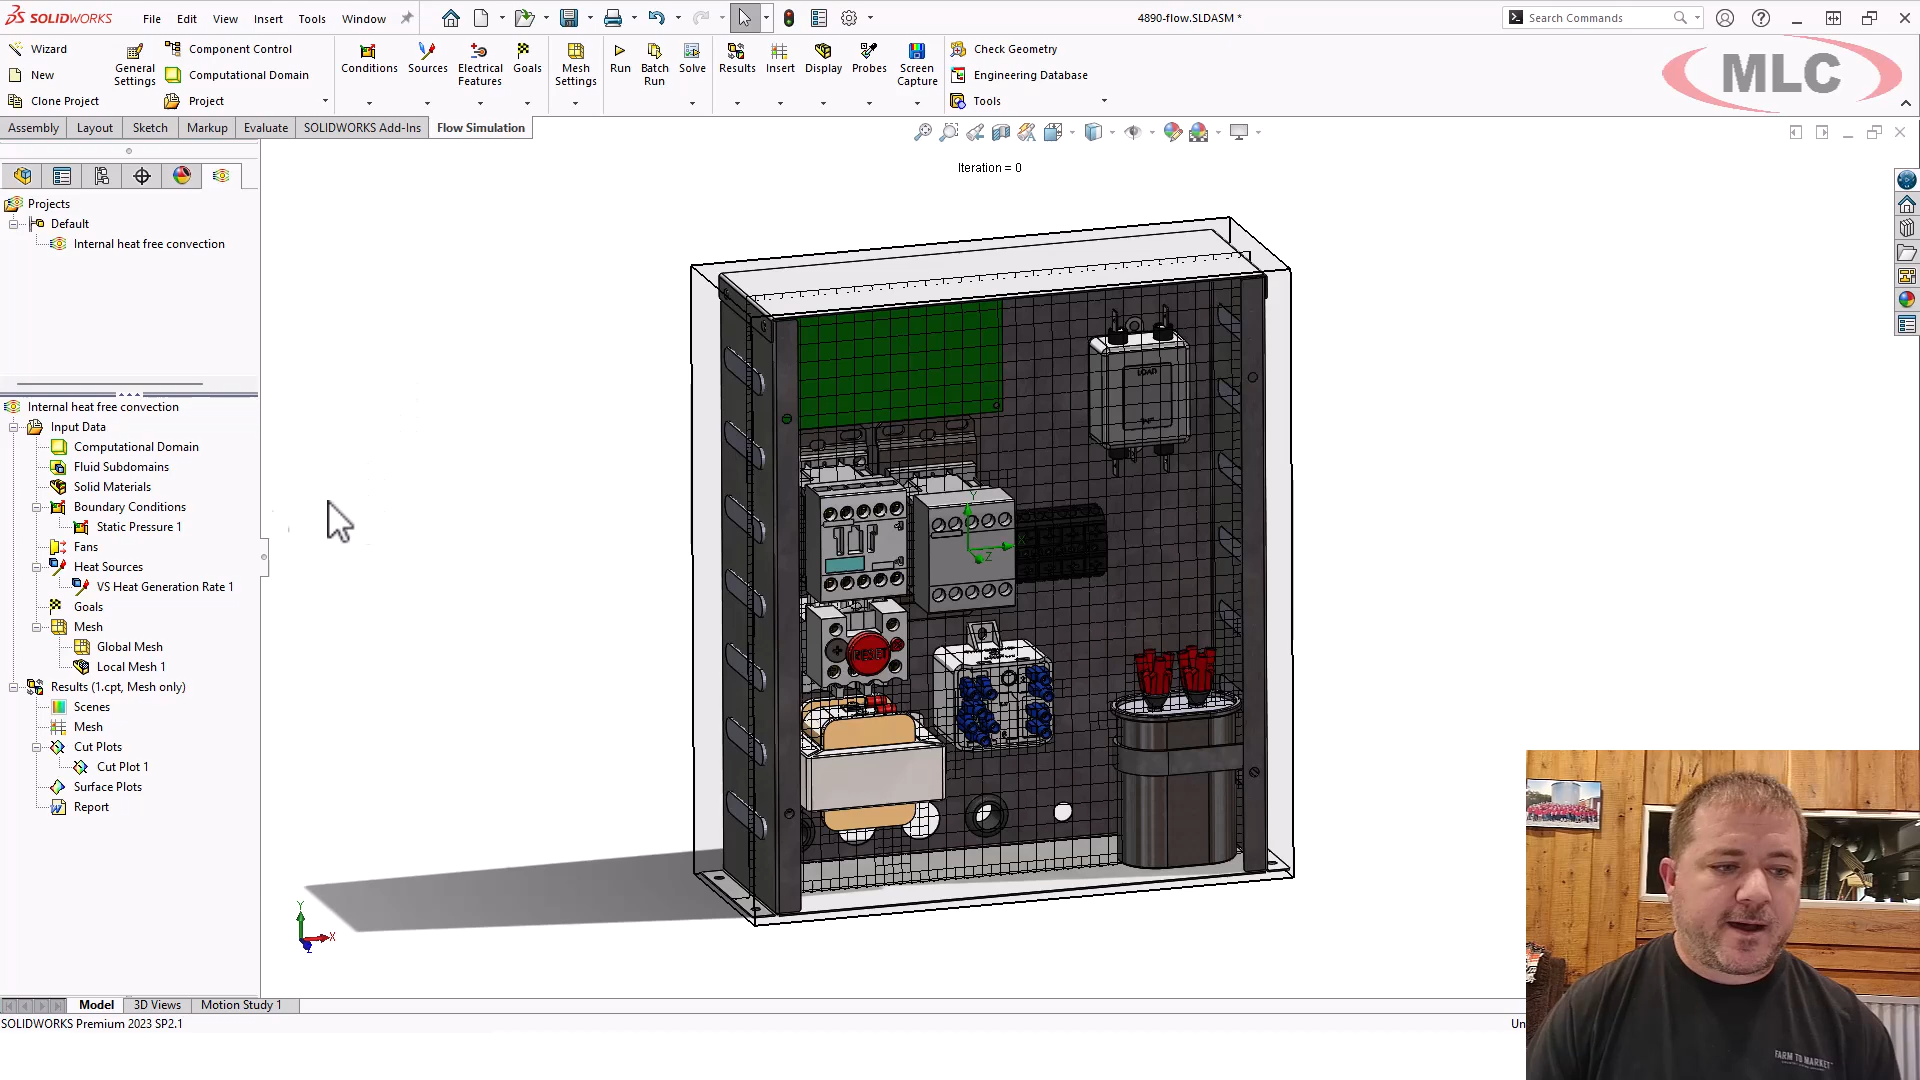 SOLIDWORKS File Edit View Insert Tools Window 4890-flow.SLDASM * Search Commands
MLC
Wizard
New
Clone Project
General Settings
Component Control
Computational Domain
Project
Conditions
Sources
Electrical Features
Goals
Mesh Settings
Run
Batch Run
Solve
Results
Insert
Display
Probes
Screen Capture
Check Geometry
Engineering Database
Tools
Assembly Layout Sketch Markup Evaluate SOLIDWORKS Add-Ins Flow Simulation
Iteration = 0
Projects
Default
Internal heat free convection
Internal heat free convection
Input Data
Computational Domain
Fluid Subdomains
Solid Materials
Boundary Conditions
Static Pressure 1
Fans
Heat Sources
VS Heat Generation Rate 1
Goals
Mesh
Global Mesh
Local Mesh 1
Results (1.cpt, Mesh only)
Scenes
Mesh
Cut Plots
Cut Plot 1
Surface Plots
Report
LOAD
RESET
Y
X
Z
Y
X
Z
Model 3D Views Motion Study 1
SOLIDWORKS Premium 2023 SP2.1
Un
FARM TO MARKET